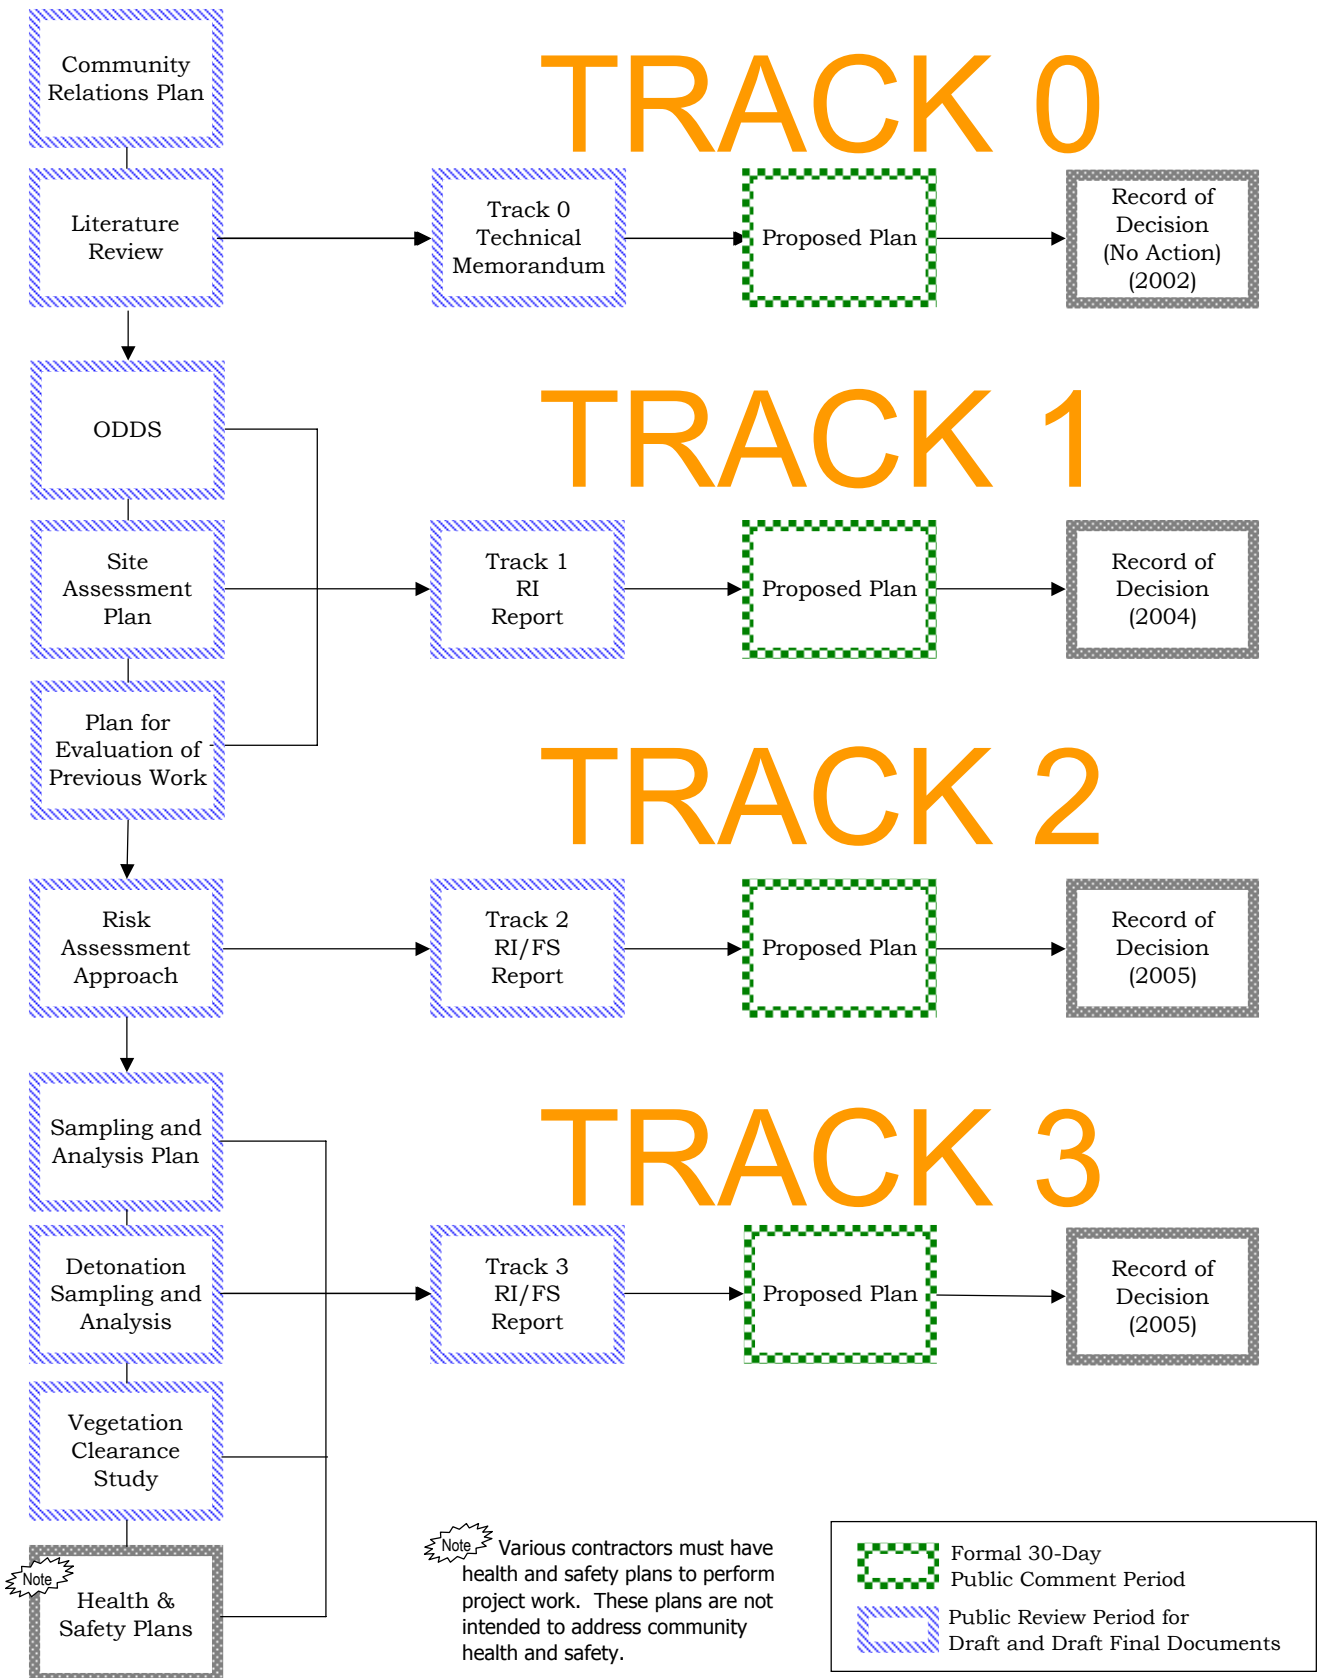 Community
Relations Plan
TRACK 0
Literature
Review
Track 0
Technical
Memorandum
Proposed Plan
Record of
Decision
(No Action)
(2002)
ODDS
TRACK 1
Site
Assessment
Plan
Track 1
RI
Report
Proposed Plan
Record of
Decision
(2004)
Plan for
Evaluation of
Previous Work
TRACK 2
Risk
Assessment
Approach
Track 2
RI/FS
Report
Proposed Plan
Record of
Decision
(2005)
Sampling and
Analysis Plan
TRACK 3
Detonation
Sampling and
Analysis
Track 3
RI/FS
Report
Proposed Plan
Record of
Decision
(2005)
Vegetation
Clearance
Study
Note
Health &
Safety Plans
Note
Various contractors must have
health and safety plans to perform
project work. These plans are not
intended to address community
health and safety.
Formal 30-Day
Public Comment Period
Public Review Period for
Draft and Draft Final Documents